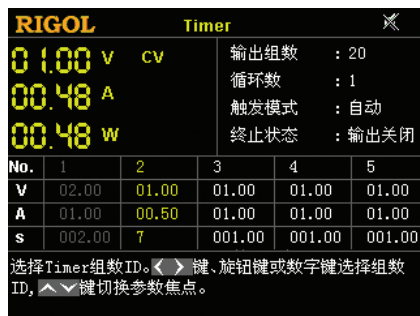 RIGOL Timer
01.00 V CV
00.48 A
00.48 W
输出组数 : 20
循环数 : 1
触发模式 : 自动
终止状态 : 输出关闭
No. 1 2 3 4 5
V 02.00 01.00 01.00 01.00 01.00
A 01.00 00.50 01.00 01.00 01.00
s 002.00 7 001.00 001.00 001.00
选择Timer组数ID。< > 键、旋钮键或数字键选择组数
ID, ︿﹀键切换参数焦点。